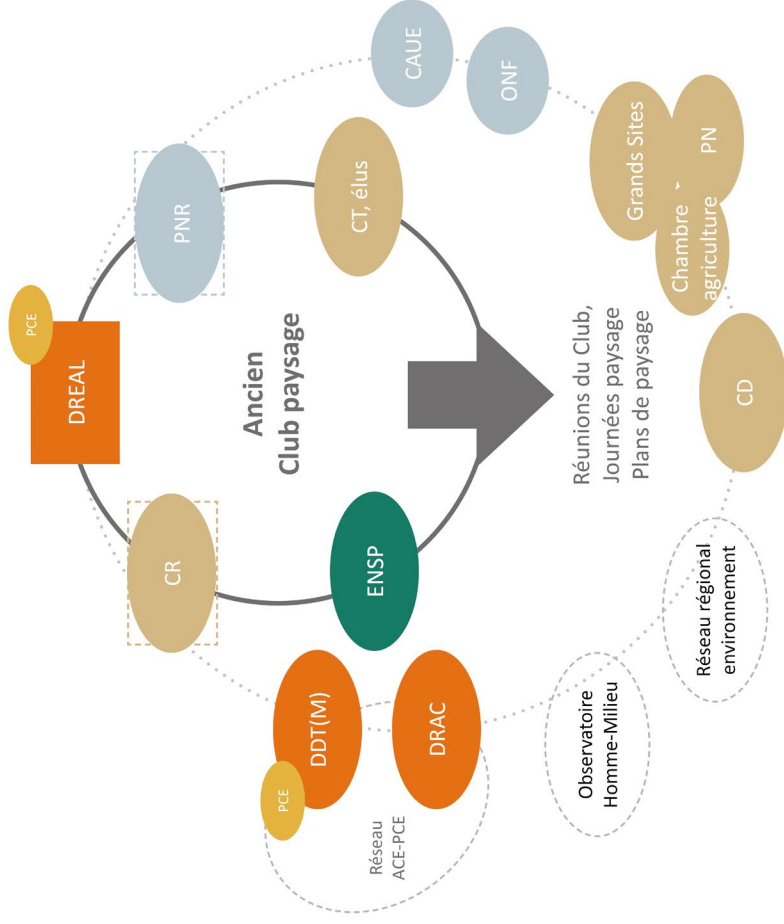 PCE
DREAL
CR
PNR
Ancien
Club paysage
ENSP
CT, élus
CAUE
ONF
PCE
DDT(M)
DRAC
Réseau
ACE-PCE
Réunions du Club,
Journées paysage
Plans de paysage
Grands Sites
PN
Chambre
agriculture
CD
Observatoire
Homme-Milieu
Réseau régional
environnement